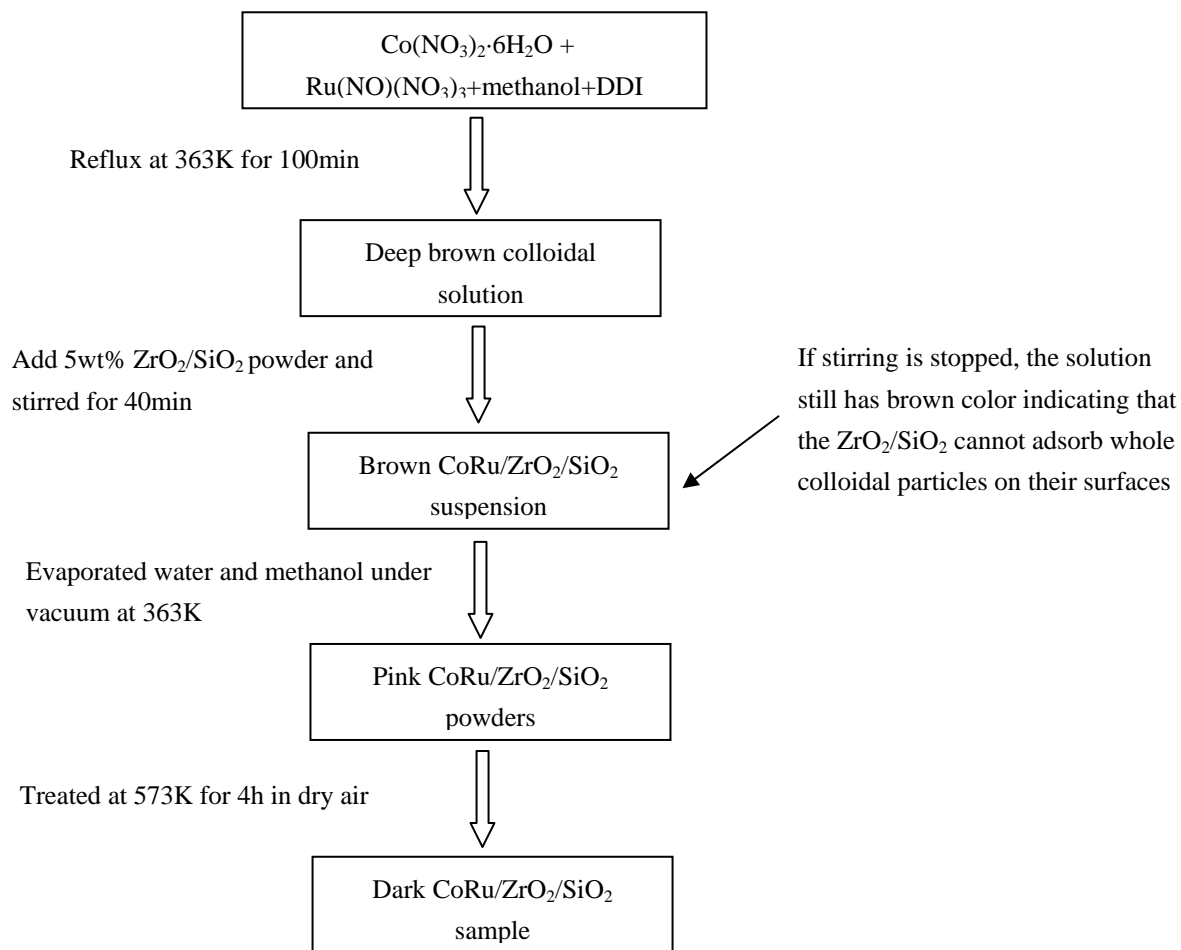 Co(NO₃)₂·6H₂O +
Ru(NO)(NO₃)₃+methanol+DDI
Reflux at 363K for 100min
Deep brown colloidal
solution
Add 5wt% ZrO₂/SiO₂ powder and
stirred for 40min
If stirring is stopped, the solution
still has brown color indicating that
the ZrO₂/SiO₂ cannot adsorb whole
colloidal particles on their surfaces
Brown CoRu/ZrO₂/SiO₂
suspension
Evaporated water and methanol under
vacuum at 363K
Pink CoRu/ZrO₂/SiO₂
powders
Treated at 573K for 4h in dry air
Dark CoRu/ZrO₂/SiO₂
sample